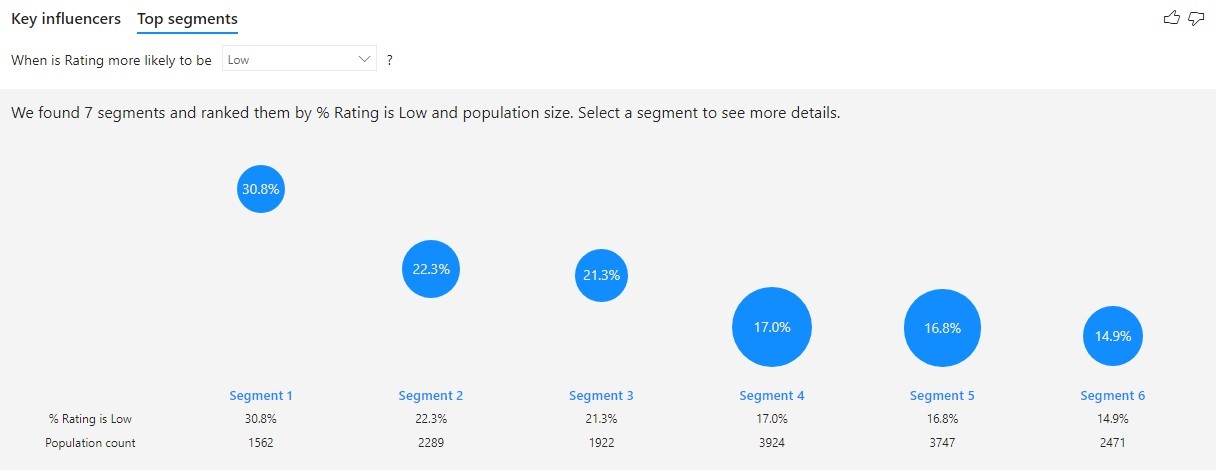 Key influencers Top segments
When is Rating more likely to be Low ?
We found 7 segments and ranked them by % Rating is Low and population size. Select a segment to see more details.
30.8%
22.3%
21.3%
17.0%
16.8%
14.9%
Segment 1 Segment 2 Segment 3 Segment 4 Segment 5 Segment 6
% Rating is Low 30.8% 22.3% 21.3% 17.0% 16.8% 14.9%
Population count 1562 2289 1922 3924 3747 2471